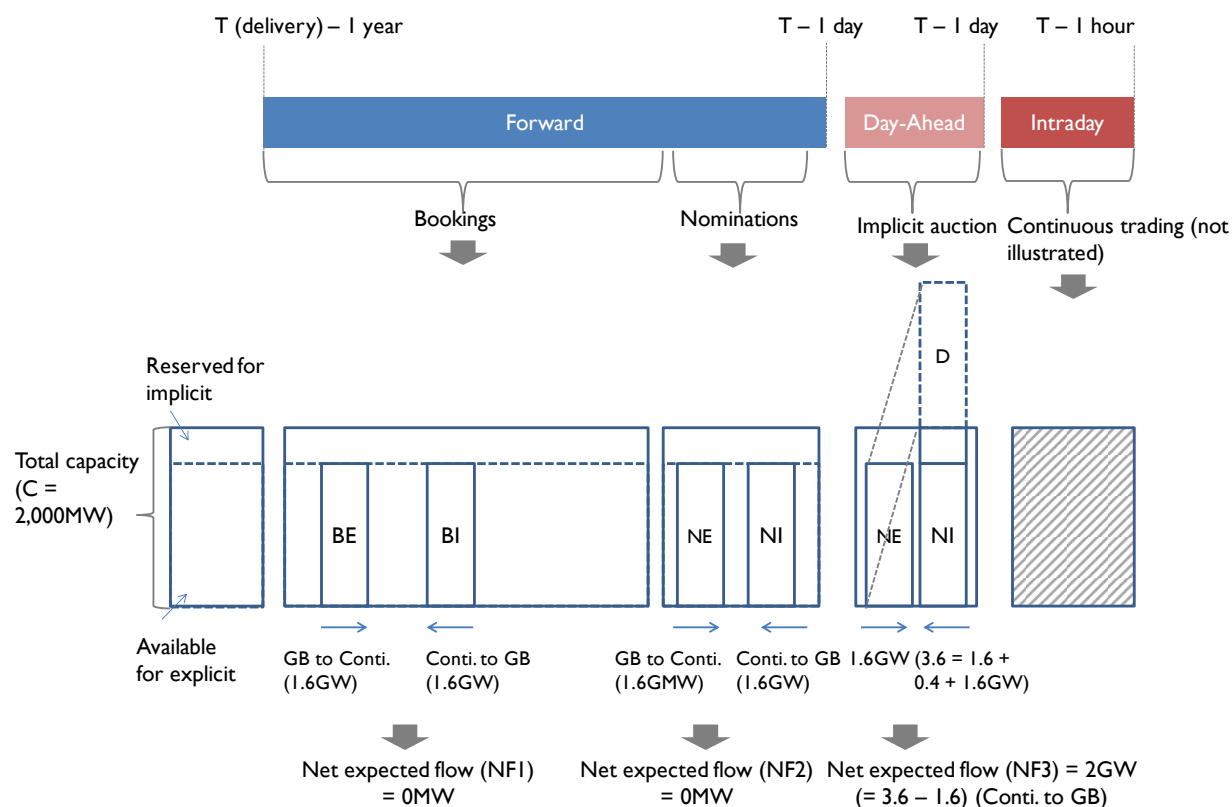 T (delivery) – 1 year
T – 1 day
T – 1 day
T – 1 hour
Forward
Day-Ahead
Intraday
Bookings
Nominations
Implicit auction
Continuous trading (not
illustrated)
Reserved for
implicit
D
Total capacity
(C =
2,000MW)
BE
BI
NE
NI
NE
NI
Available
for explicit
GB to Conti.
(1.6GW)
Conti. to GB
(1.6GW)
GB to Conti.
(1.6GMW)
Conti. to GB
(1.6GW)
1.6GW
(3.6 = 1.6 +
0.4 + 1.6GW)
Net expected flow (NF1)
= 0MW
Net expected flow (NF2)
= 0MW
Net expected flow (NF3) = 2GW
(= 3.6 – 1.6) (Conti. to GB)